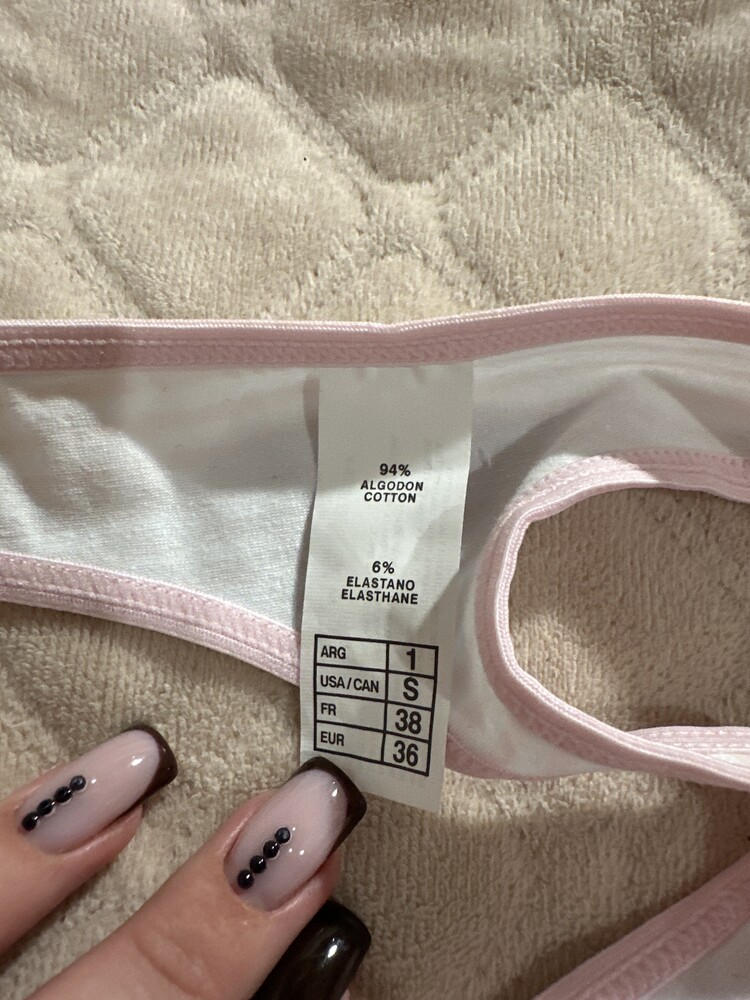 94%
ALGODON
COTTON
6%
ELASTANO
ELASTHANE
ARG 1
USA/CAN S
FR 38
EUR 36